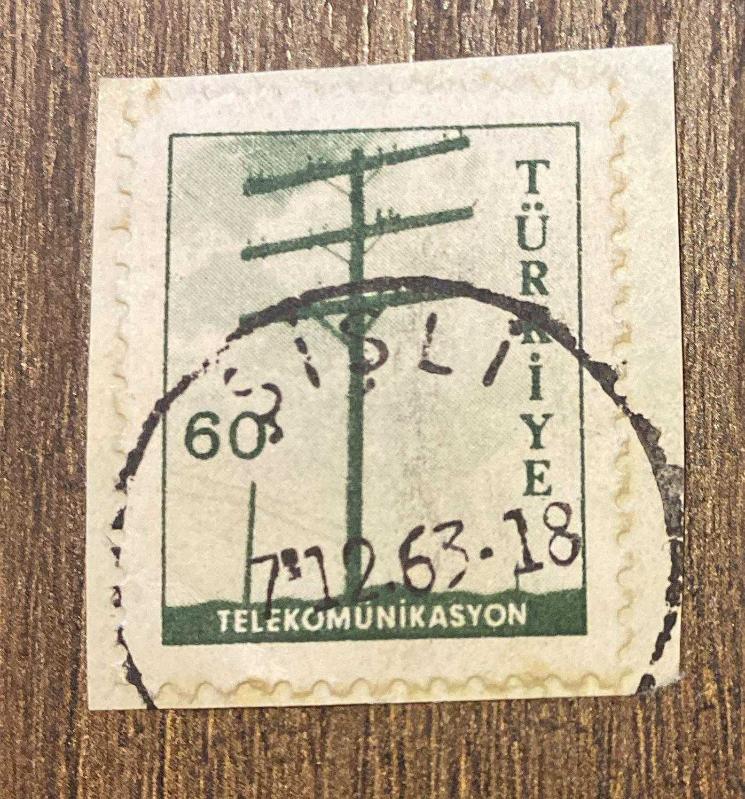 TÜRKİYE
ŞİŞLİ
60
7.12.63.-18
TELEKOMÜNİKASYON